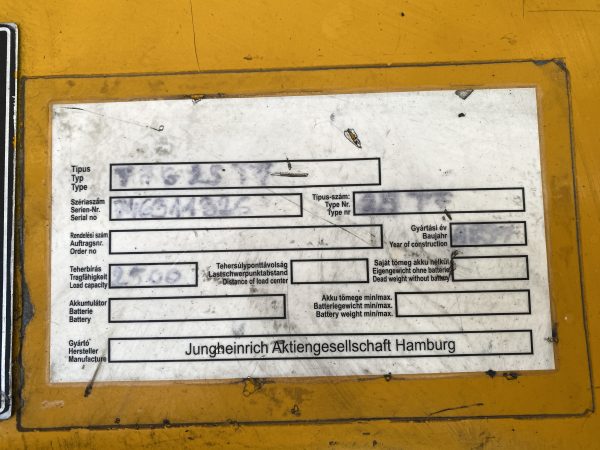 Típus
Typ
Type
Szériaszám
Serien-Nr.
Serial no
Típus-szám:
Type Nr.
Type nr
Rendelési szám
Auftragsnr.
Order no
Gyártási év
Baujahr
Year of construction
Teherbírás
Tragfähigkeit
Load capacity
2500
Tehersúlyponttávolság
Lastschwerpunktabstand
Distance of load center
Saját tömeg akku nélkül
Eigengewicht ohne batterie
Dead weight without battery
Akkumulátor
Batterie
Battery
Akku tömege min/max.
Batteriegewicht min/max.
Battery weight min/max.
Gyártó
Hersteller
Manufacture
Jungheinrich Aktiengesellschaft Hamburg